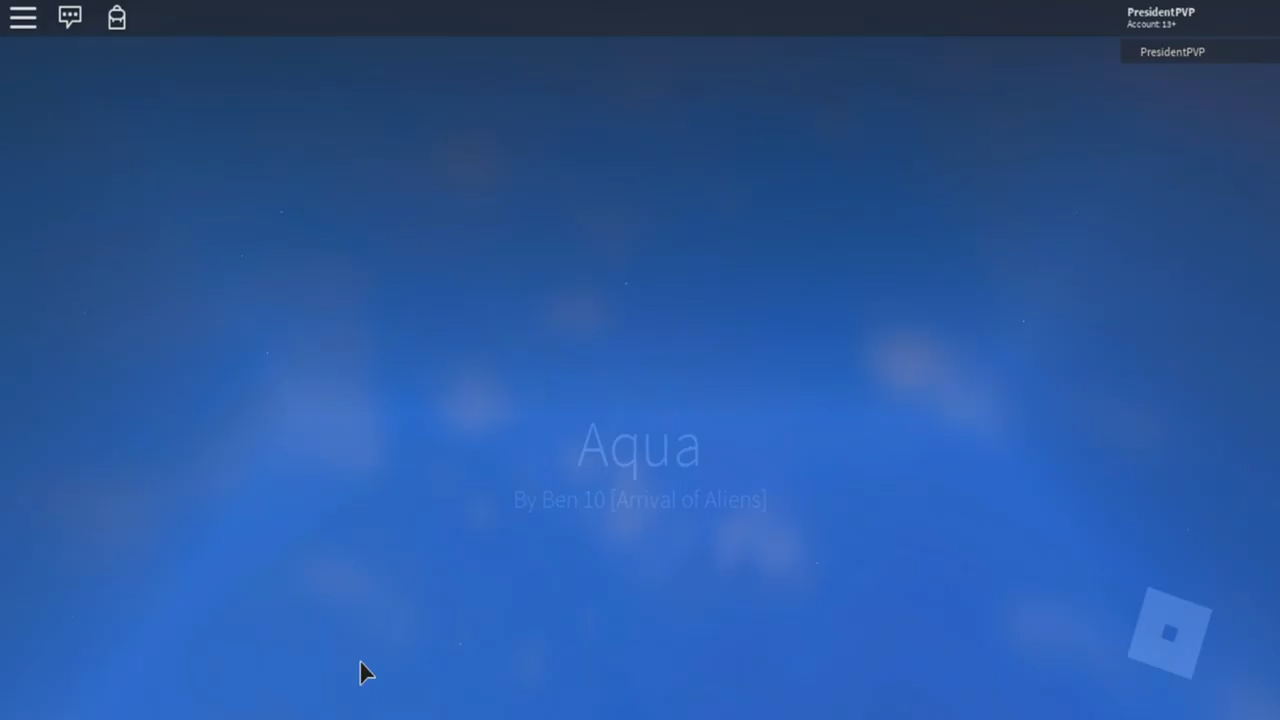 PresidentPVP
Account: 13+
PresidentPVP
Aqua
By Ben 10 [Arrival of Aliens]